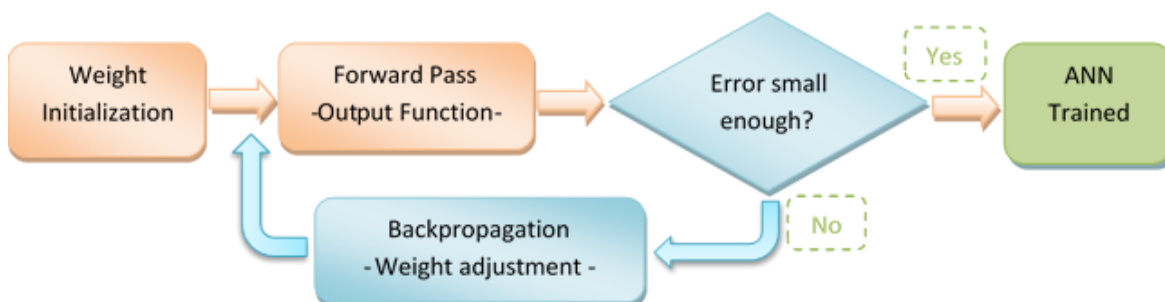 Weight
Initialization
Forward Pass
-Output Function-
Error small
enough?
Yes
ANN
Trained
No
Backpropagation
- Weight adjustment -